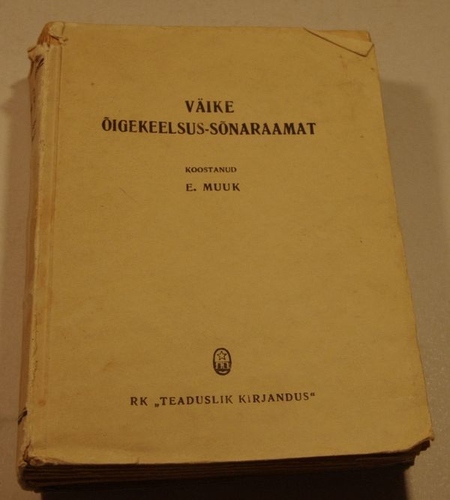 VÄIKE
ÕIGEKEELSUS-SÕNARAAMAT
KOOSTANUD
E. MUUK
RK „TEADUSLIK KIRJANDUS“